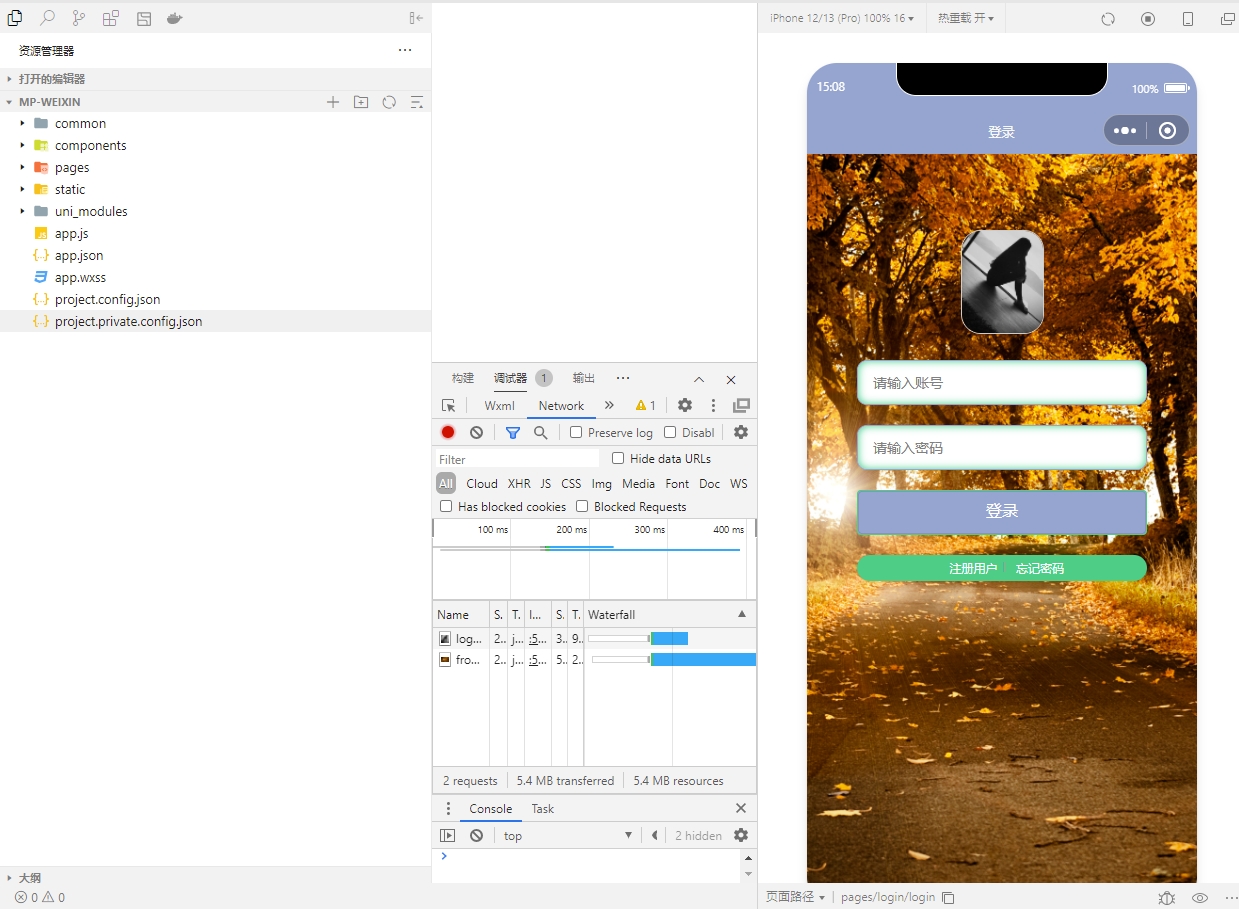 资源管理器
打开的编辑器
MP-WEIXIN
common
components
pages
static
uni_modules
app.js
app.json
app.wxss
project.config.json
project.private.config.json
大纲
0 0
构建 调试器 1 输出
Wxml Network 1
Preserve log Disabl
Filter Hide data URLs
All Cloud XHR JS CSS Img Media Font Doc WS
Has blocked cookies Blocked Requests
100 ms 200 ms 300 ms 400 ms
Name S. T. I... S. T. Waterfall
log... 2.. j... :5... 3.. 9..
fro... 2.. j... :5... 5.. 2..
2 requests 5.4 MB transferred 5.4 MB resources
Console Task
top 2 hidden
iPhone 12/13 (Pro) 100% 16 热重载 开
15:08 100%
登录
请输入账号
请输入密码
登录
注册用户 忘记密码
页面路径 pages/login/login